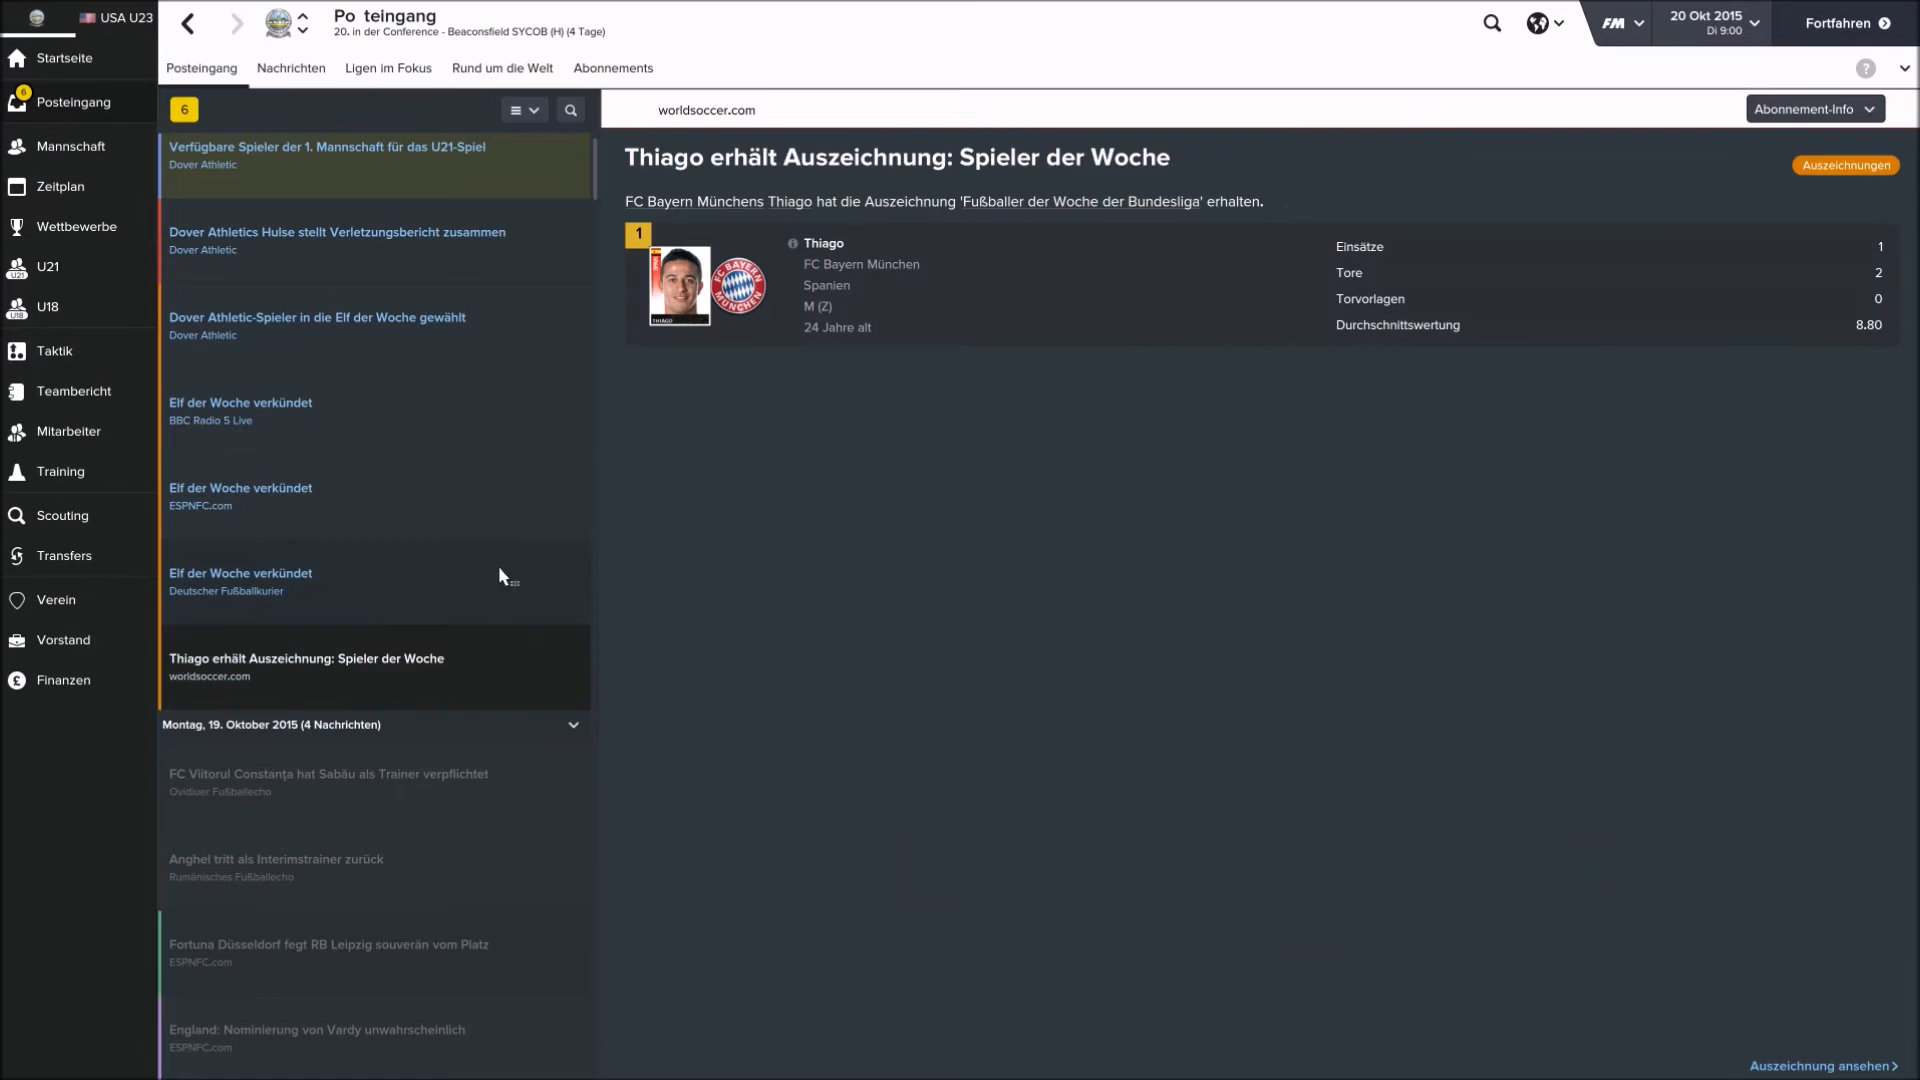 USA U23
Po teingang
20. in der Conference - Beaconsfield SYCOB (H) (4 Tage)
FM
20 Okt 2015
Di 9:00
Fortfahren
Startseite
6
Posteingang
Mannschaft
Zeitplan
Wettbewerbe
U21
U21
U18
U18
Taktik
Teambericht
Mitarbeiter
Training
Scouting
Transfers
Verein
Vorstand
Finanzen
Posteingang
Nachrichten
Ligen im Fokus
Rund um die Welt
Abonnements
6
Verfügbare Spieler der 1. Mannschaft für das U21-Spiel
Dover Athletic
Dover Athletics Hulse stellt Verletzungsbericht zusammen
Dover Athletic
Dover Athletic-Spieler in die Elf der Woche gewählt
Dover Athletic
Elf der Woche verkündet
BBC Radio 5 Live
Elf der Woche verkündet
ESPNFC.com
Elf der Woche verkündet
Deutscher Fußballkurier
Thiago erhält Auszeichnung: Spieler der Woche
worldsoccer.com
Montag, 19. Oktober 2015 (4 Nachrichten)
FC Viitorul Constanța hat Sabău als Trainer verpflichtet
Ovidiuer Fußballecho
Anghel tritt als Interimstrainer zurück
Rumänisches Fußballecho
Fortuna Düsseldorf fegt RB Leipzig souverän vom Platz
ESPNFC.com
England: Nominierung von Vardy unwahrscheinlich
ESPNFC.com
worldsoccer.com
Abonnement-Info
Thiago erhält Auszeichnung: Spieler der Woche
Auszeichnungen
FC Bayern Münchens Thiago hat die Auszeichnung 'Fußballer der Woche der Bundesliga' erhalten.
1
THIAGO
FC BAYERN
MÜNCHEN
Thiago
FC Bayern München
Spanien
M (Z)
24 Jahre alt
Einsätze 1
Tore 2
Torvorlagen 0
Durchschnittswertung 8.80
Auszeichnung ansehen